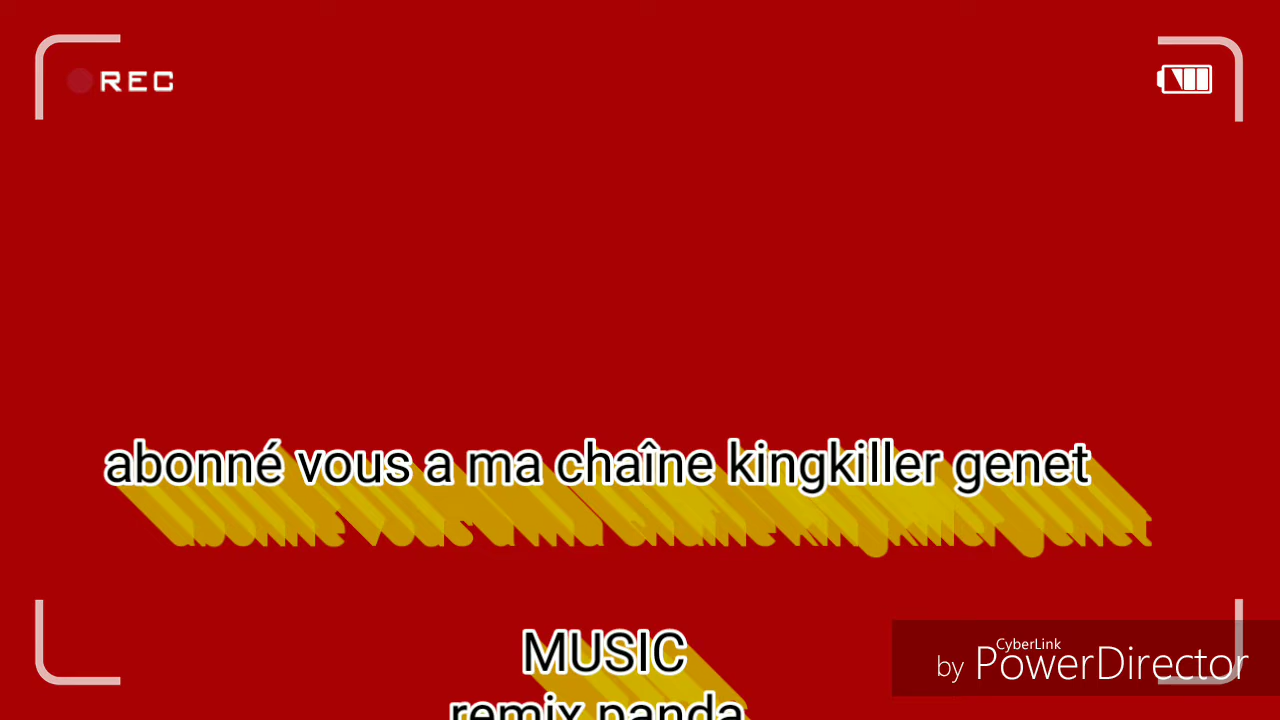 REC
abonné vous a ma chaîne kingkiller genet
MUSIC
remix panda
by CyberLink PowerDirector